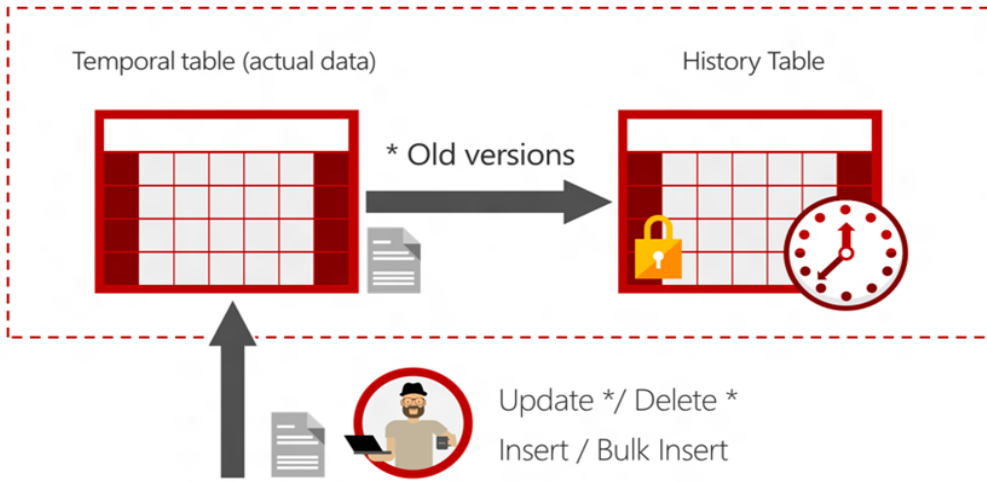 Temporal table (actual data)
History Table
* Old versions
Update */ Delete *
Insert / Bulk Insert